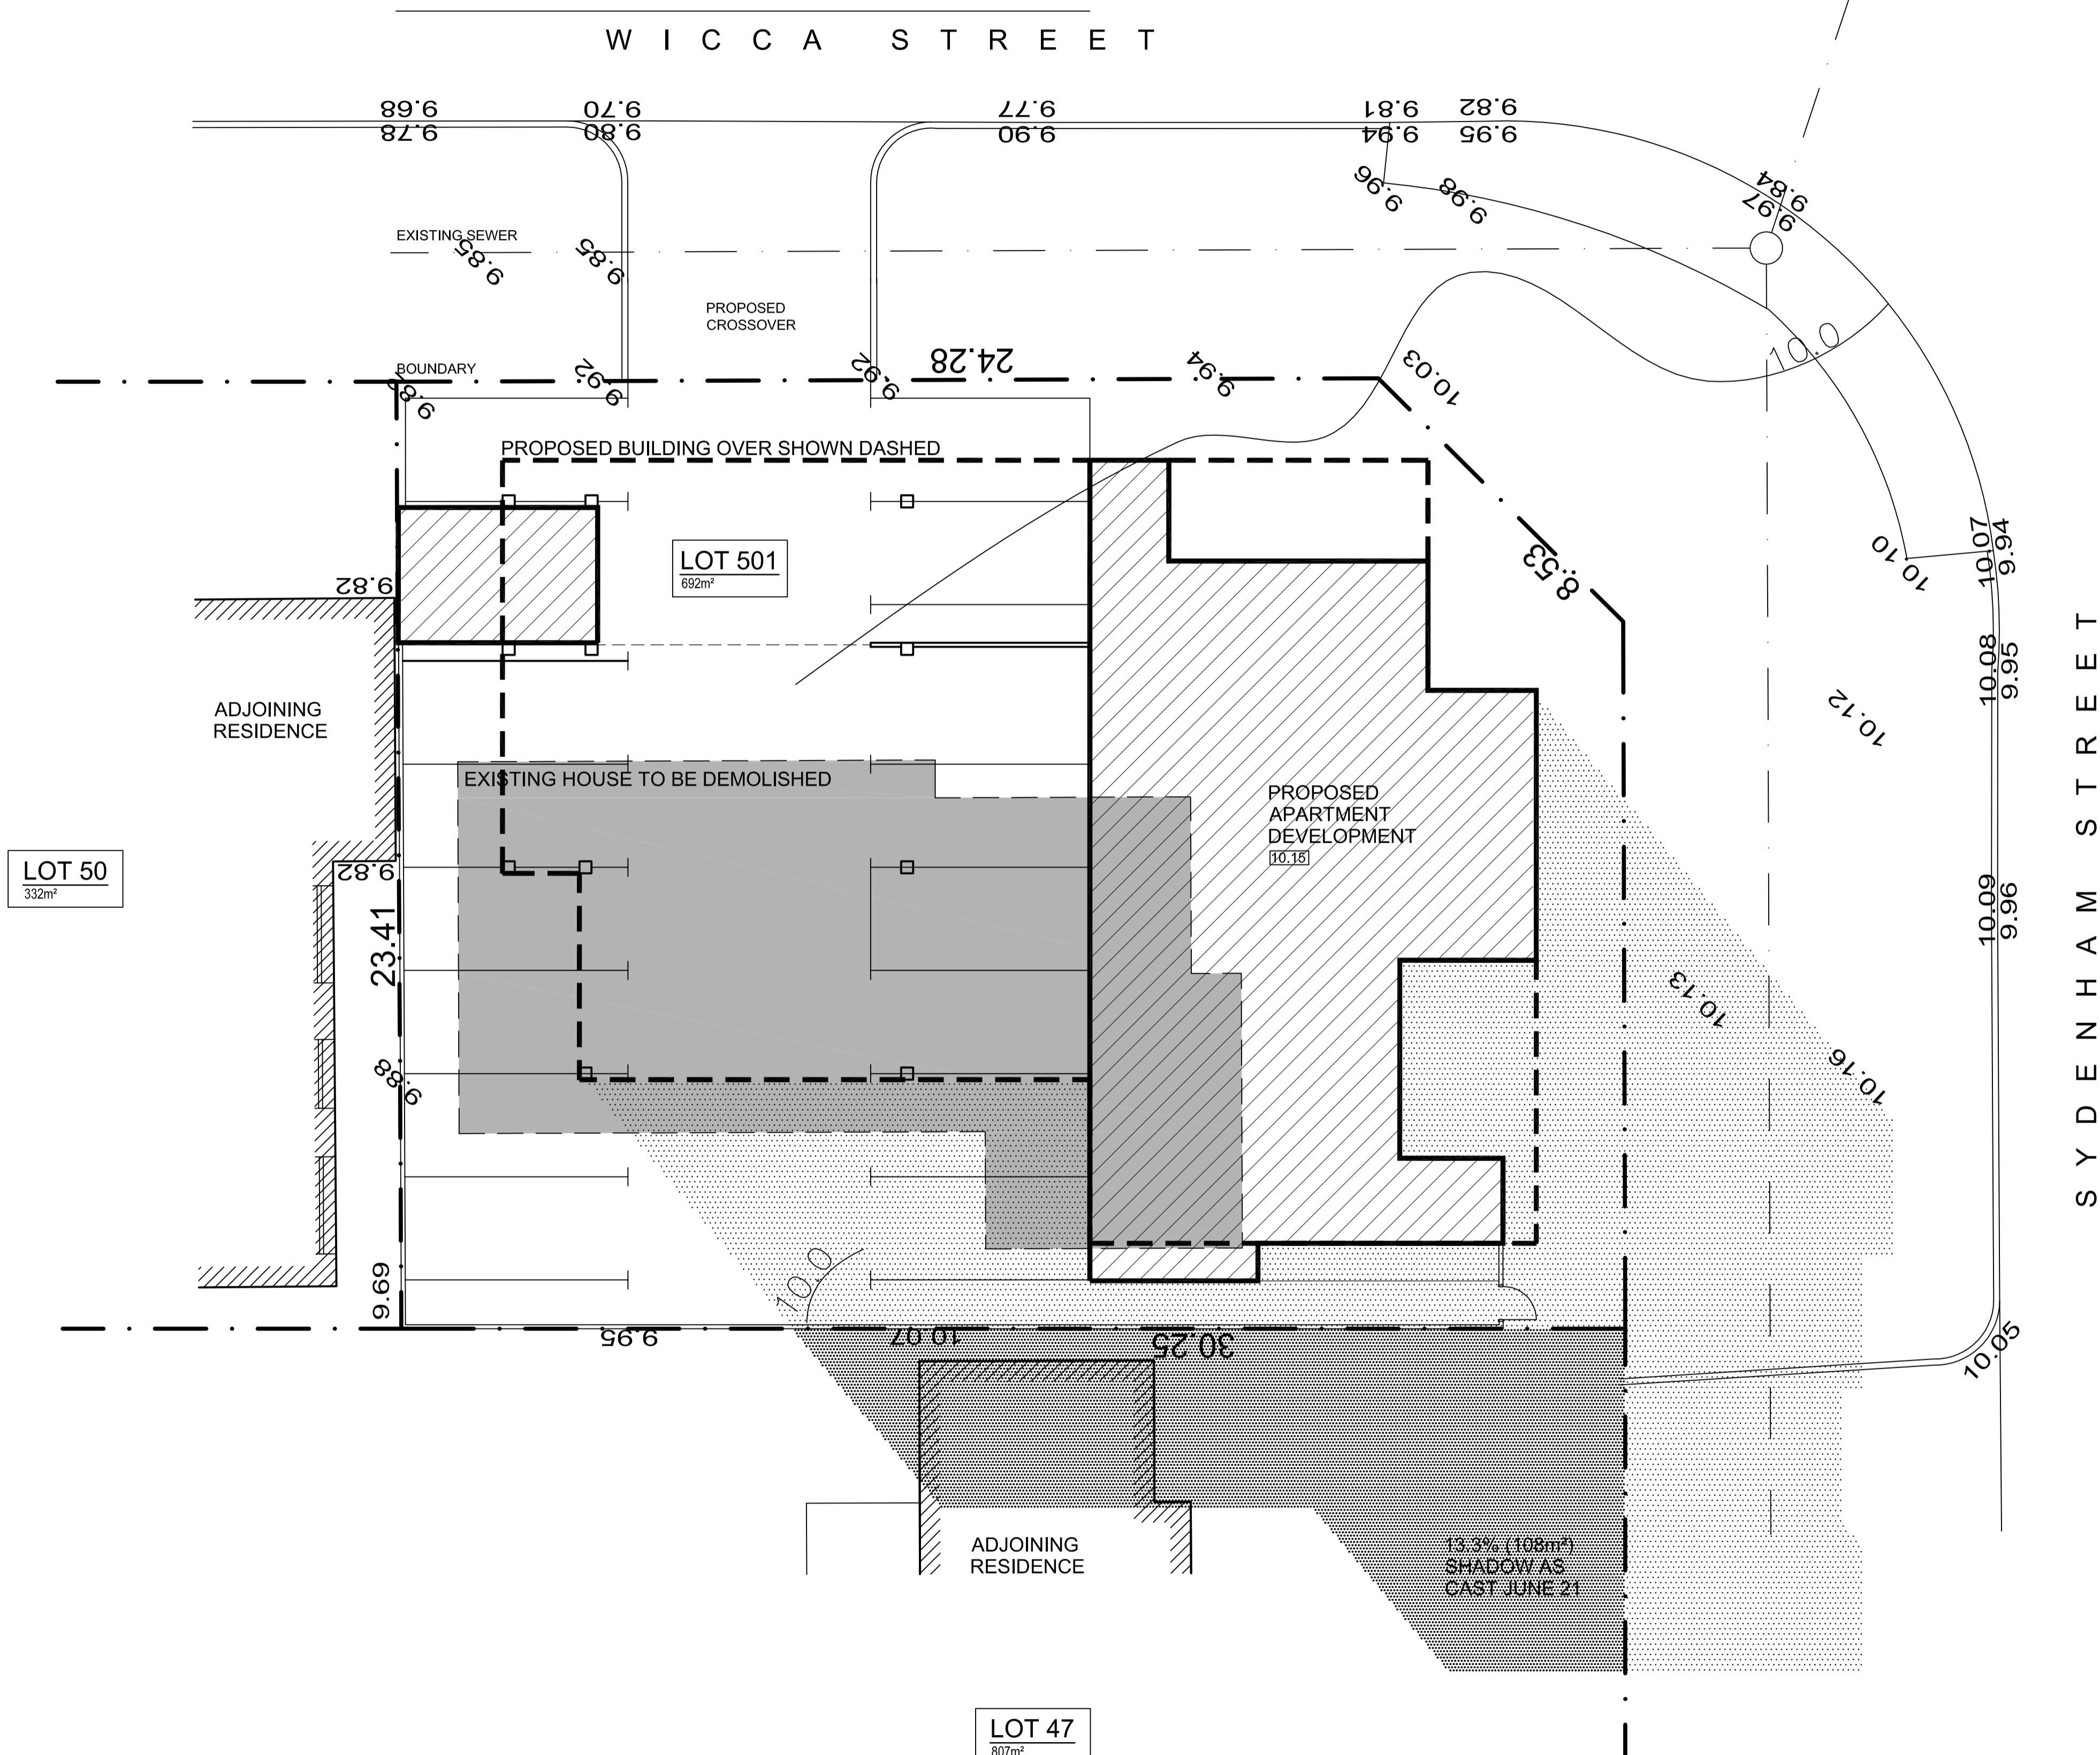 WICCA STREET
9.68
9.70
9.77
9.81
9.82
9.78
9.80
9.90
9.94
9.95
9.84
9.97
9.96
9.98
EXISTING SEWER
9.85
9.85
PROPOSED
CROSSOVER
10.0
BOUNDARY
9.92
9.92
24.28
9.94
10.03
PROPOSED BUILDING OVER SHOWN DASHED
LOT 501
692m²
8.53
10.10
10.07
9.94
9.82
ADJOINING
RESIDENCE
10.08
9.95
10.12
SYDENHAM STREET
EXISTING HOUSE TO BE DEMOLISHED
PROPOSED
APARTMENT
DEVELOPMENT
10.15
LOT 50
332m²
9.82
23.41
10.09
9.96
10.13
9.88
10.16
10.0
9.69
9.95
10.07
30.25
10.05
ADJOINING
RESIDENCE
13.3% (108m²)
SHADOW AS
CAST JUNE 21
LOT 47
807m²